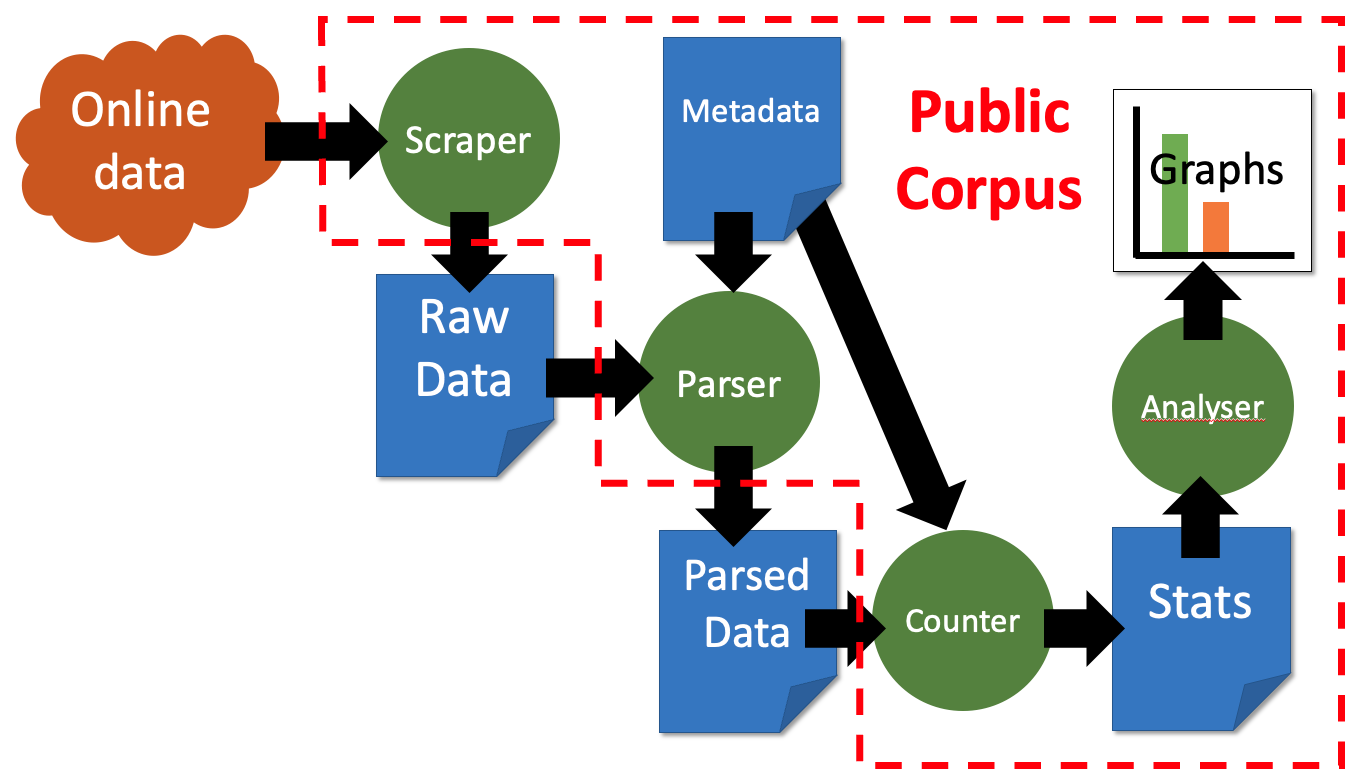 Online
data
Scraper
Metadata
Public
Corpus
Graphs
Raw
Data
Parser
Analyser
Parsed
Data
Counter
Stats